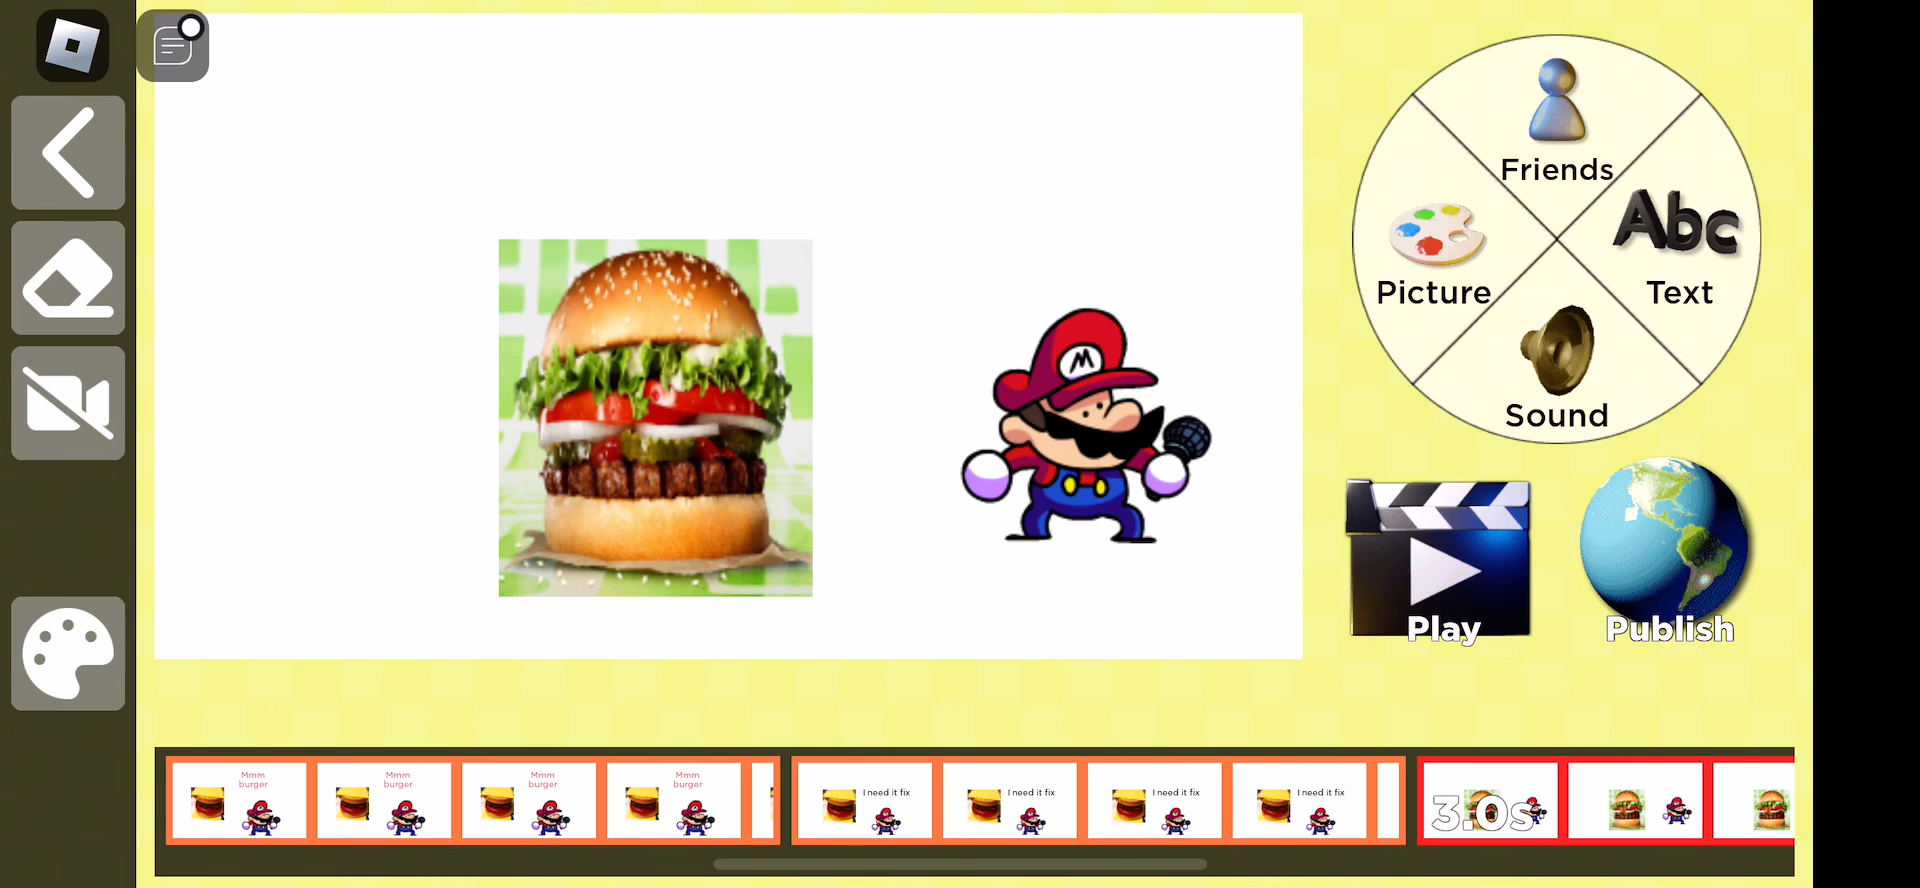 Friends
Picture
Abc
Text
Sound
M
Play
Publish
Mmm
burger
Mmm
burger
Mmm
burger
Mmm
burger
I need it fix
I need it fix
I need it fix
I need it fix
3.0s